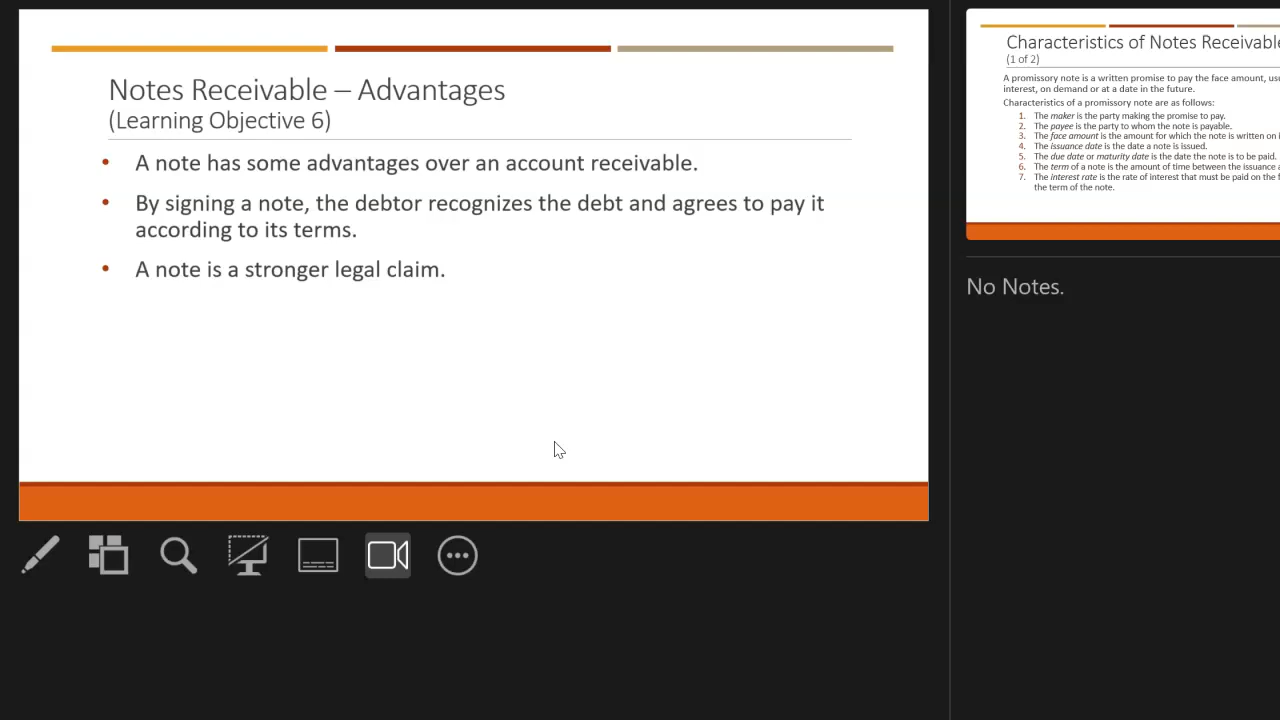 Notes Receivable – Advantages
(Learning Objective 6)
• A note has some advantages over an account receivable.
• By signing a note, the debtor recognizes the debt and agrees to pay it
according to its terms.
• A note is a stronger legal claim.
Characteristics of Notes Receivable
(1 of 2)
A promissory note is a written promise to pay the face amount,
interest, on demand or at a date in the future.
Characteristics of a promissory note are as follows:
1. The maker is the party making the promise to pay.
2. The payee is the party to whom the note is payable.
3. The face amount is the amount for which the note is written on
4. The issuance date is the date a note is issued.
5. The due date or maturity date is the date the note is to be paid.
6. The term of a note is the amount of time between the issuance
7. The interest rate is the rate of interest that must be paid on the
the term of the note.
No Notes.